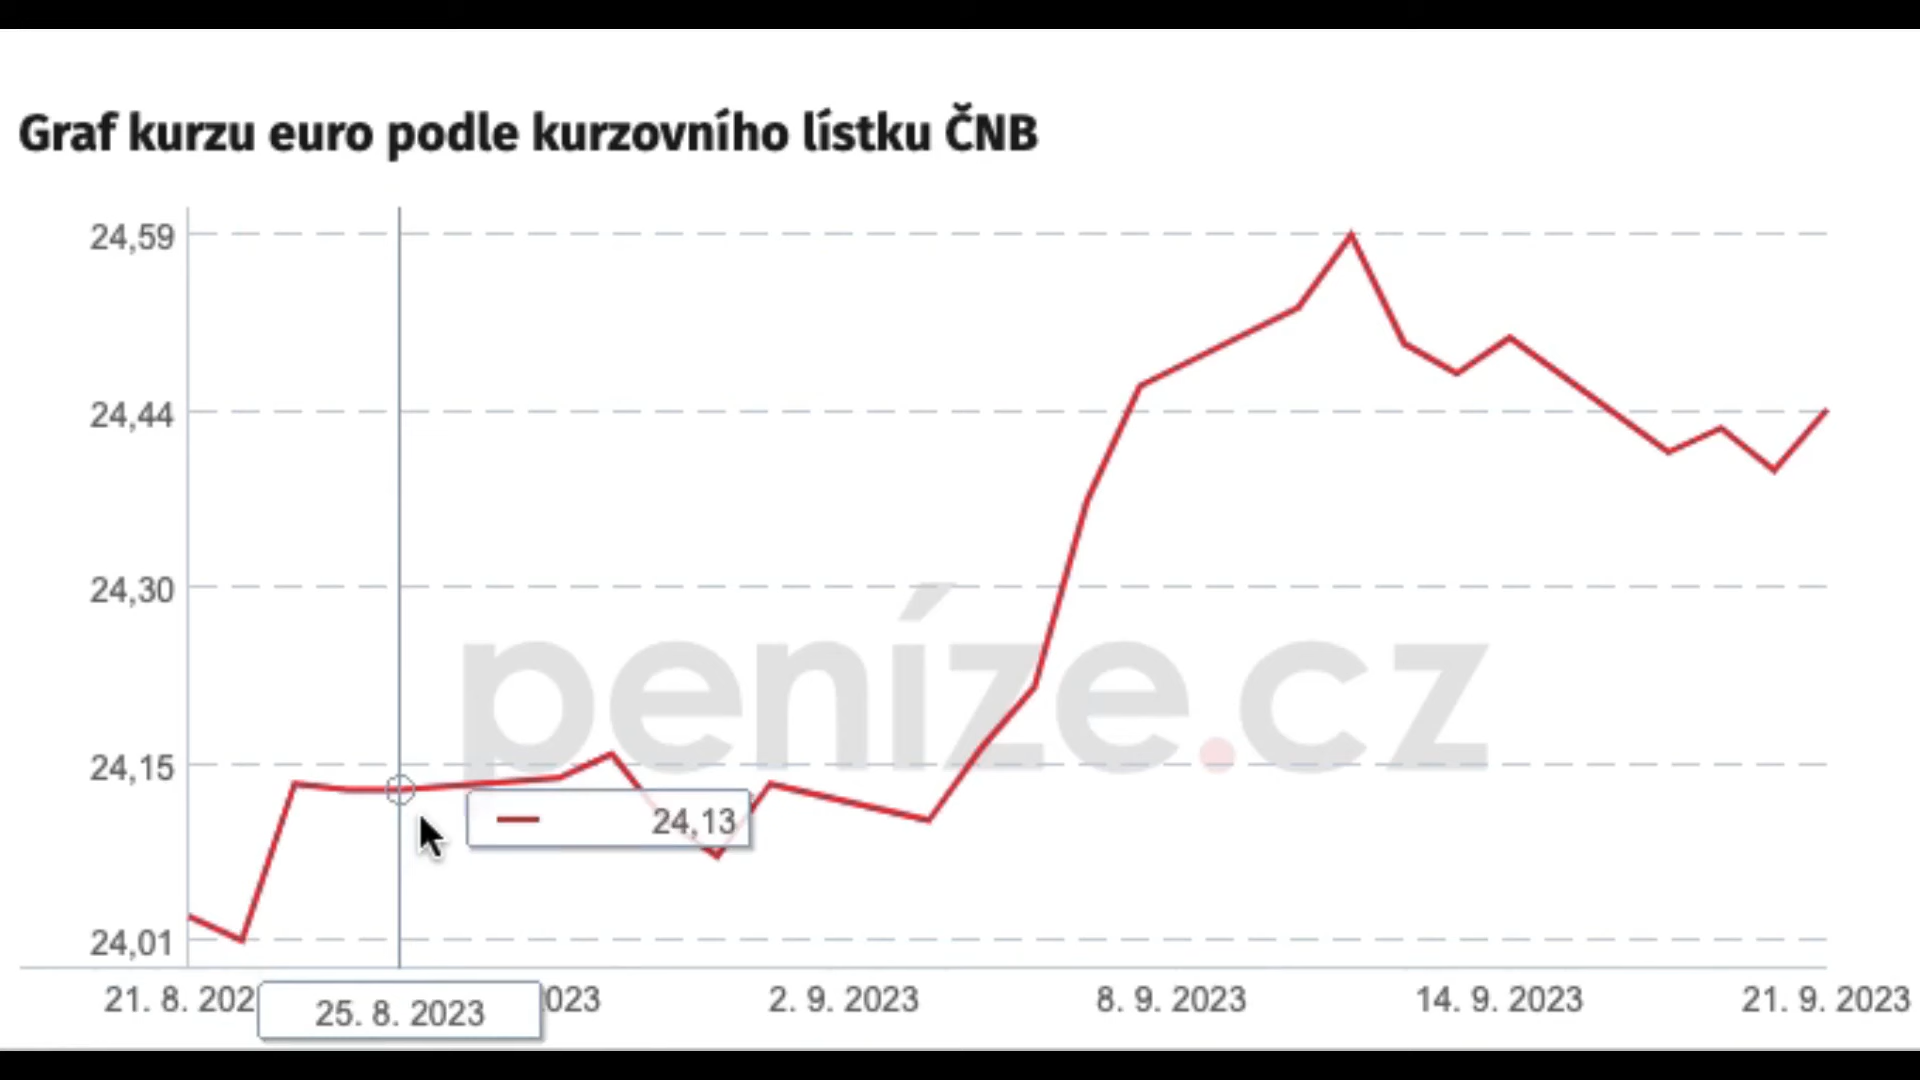 Graf kurzu euro podle kurzovního lístku ČNB
24,59
24,44
24,30
peníze.cz
24,15
24,13
24,01
21. 8. 202 25. 8. 2023 023 2. 9. 2023 8. 9. 2023 14. 9. 2023 21. 9. 2023